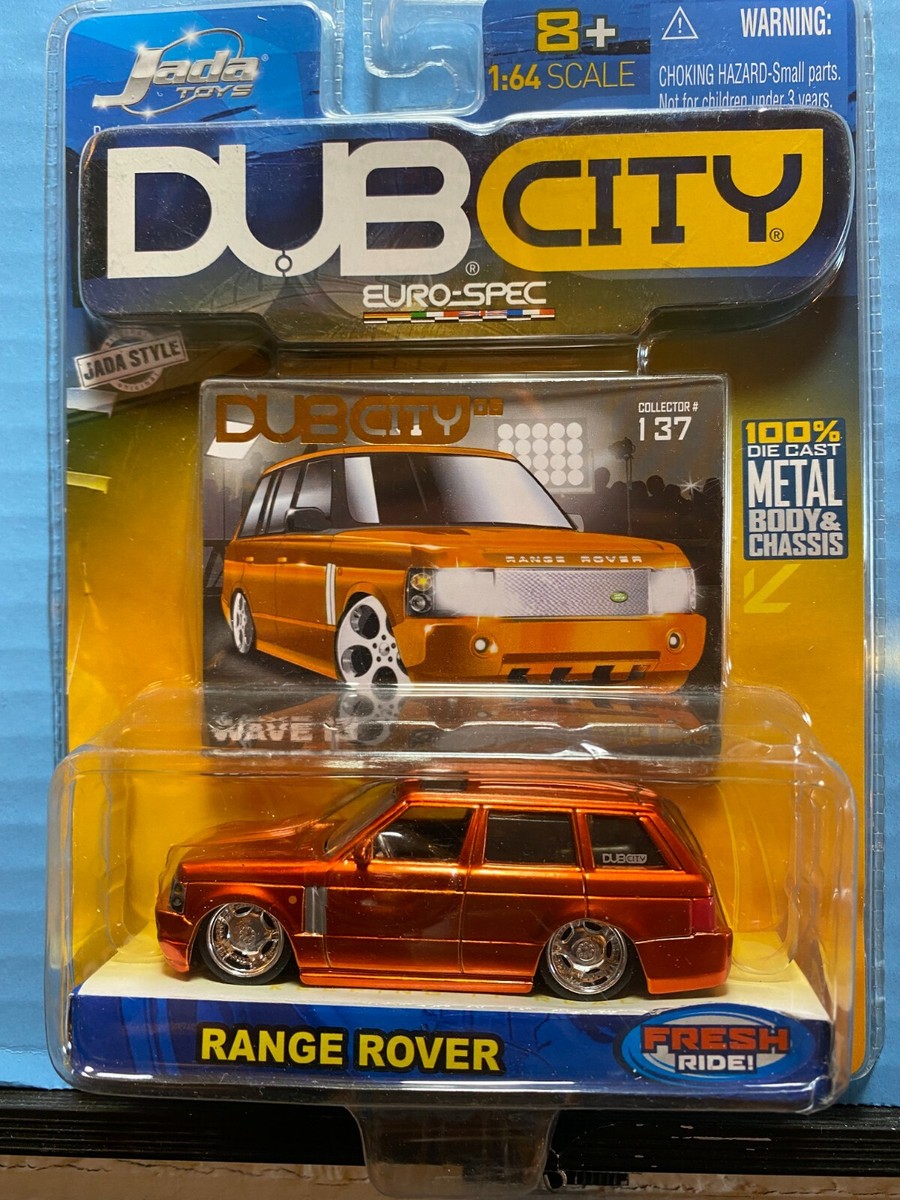 Jada
TOYS
8+
1:64 SCALE
WARNING:
CHOKING HAZARD-Small parts.
Not for children under 3 years.
DUB CITY®
®
EURO-SPEC
JADA STYLE
DUB CITY
COLLECTOR #
137
RANGE ROVER
100%
DIE CAST
METAL
BODY&
CHASSIS
WAVE
DUB CITY
RANGE ROVER
FRESH
RIDE!